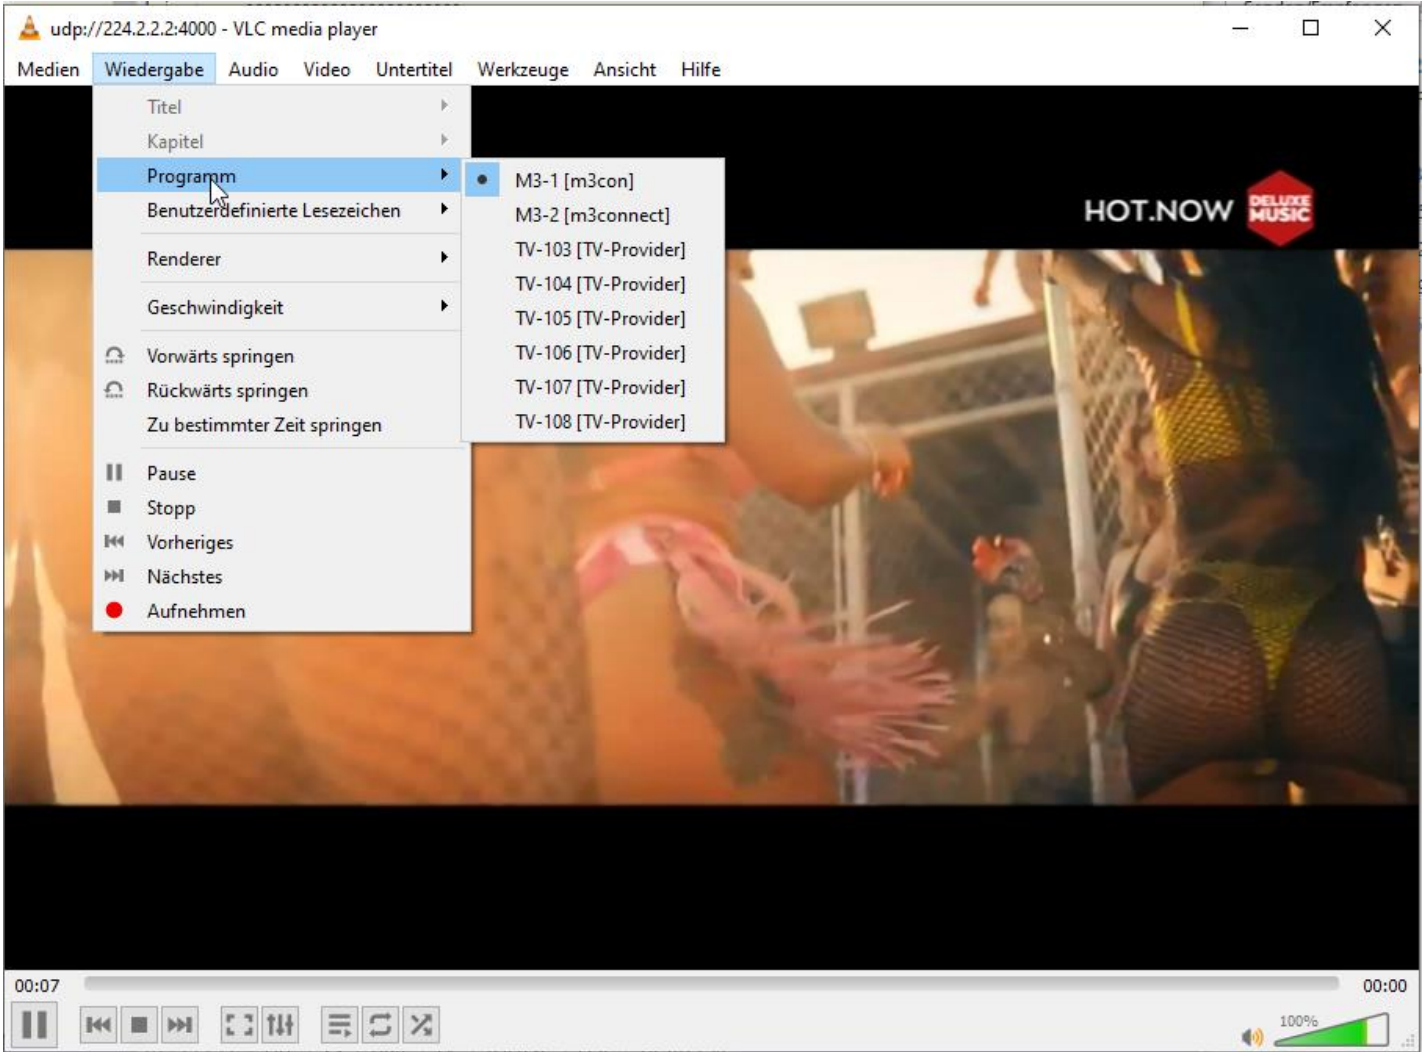 udp://224.2.2.2:4000 - VLC media player
Medien Wiedergabe Audio Video Untertitel Werkzeuge Ansicht Hilfe
Titel
Kapitel
Programm
Benutzerdefinierte Lesezeichen
Renderer
Geschwindigkeit
Vorwärts springen
Rückwärts springen
Zu bestimmter Zeit springen
Pause
Stopp
Vorheriges
Nächstes
Aufnehmen
M3-1 [m3con]
M3-2 [m3connect]
TV-103 [TV-Provider]
TV-104 [TV-Provider]
TV-105 [TV-Provider]
TV-106 [TV-Provider]
TV-107 [TV-Provider]
TV-108 [TV-Provider]
HOT.NOW
DELUXE
MUSIC
00:07
00:00
100%